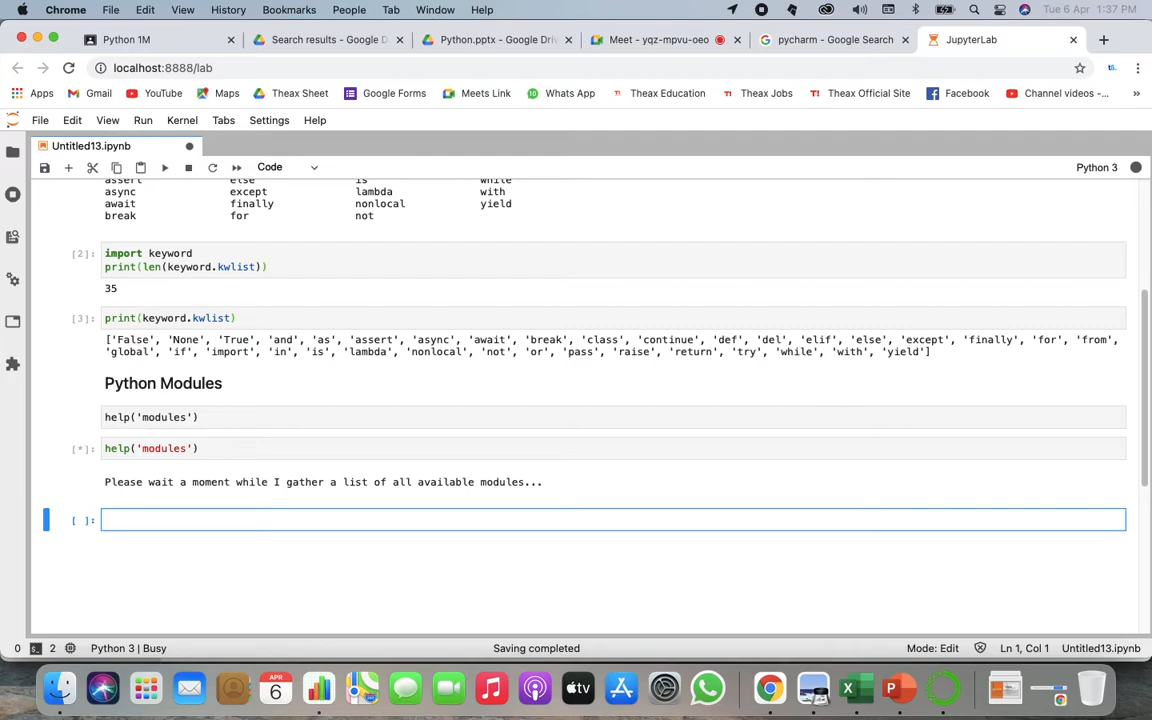 Chrome File Edit View History Bookmarks People Tab Window Help Tue 6 Apr 1:37 PM
Python 1M Search results - Google D Python.pptx - Google Driv Meet - yqz-mpvu-oeo pycharm - Google Search JupyterLab
localhost:8888/lab
Apps Gmail YouTube Maps Theax Sheet Google Forms Meets Link Whats App Theax Education Theax Jobs Theax Official Site Facebook Channel videos -... »
File Edit View Run Kernel Tabs Settings Help
Untitled13.ipynb
Code Python 3
assert else is while
async except lambda with
await finally nonlocal yield
break for not
[2]: import keyword
print(len(keyword.kwlist))
35
[3]: print(keyword.kwlist)
['False', 'None', 'True', 'and', 'as', 'assert', 'async', 'await', 'break', 'class', 'continue', 'def', 'del', 'elif', 'else', 'except', 'finally', 'for', 'from',
'global', 'if', 'import', 'in', 'is', 'lambda', 'nonlocal', 'not', 'or', 'pass', 'raise', 'return', 'try', 'while', 'with', 'yield']
Python Modules
help('modules')
[*]: help('modules')
Please wait a moment while I gather a list of all available modules...
[ ]:
0 2 Python 3 | Busy Saving completed Mode: Edit Ln 1, Col 1 Untitled13.ipynb
APR
6
tv